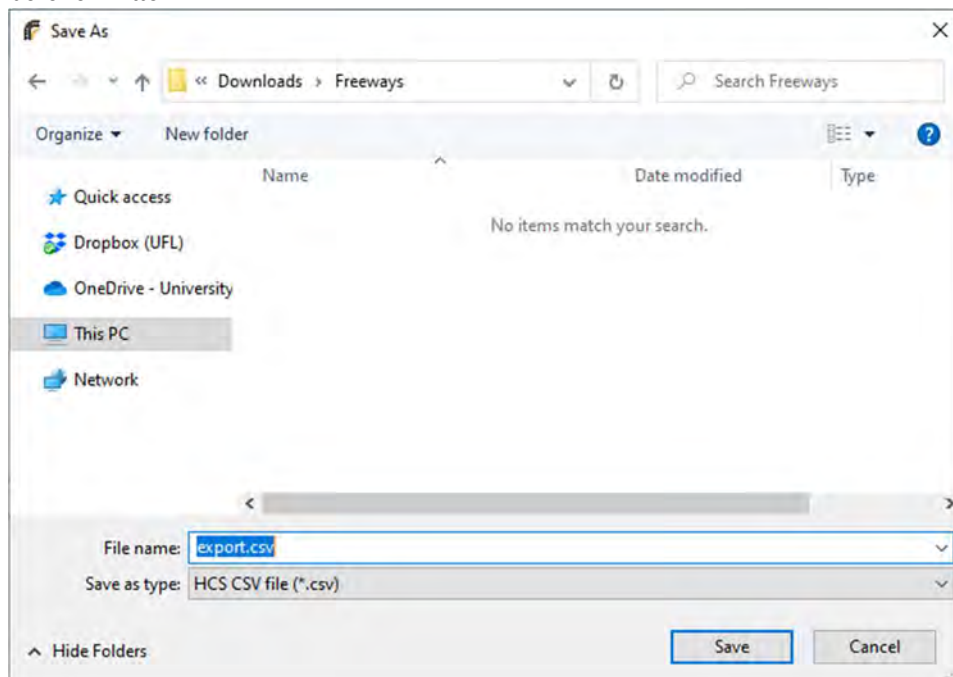 Save As
« Downloads › Freeways
Search Freeways
Organize
New folder
?
Name
Date modified
Type
Quick access
No items match your search.
Dropbox (UFL)
OneDrive - University
This PC
Network
File name: export.csv
Save as type: HCS CSV file (*.csv)
Hide Folders
Save
Cancel